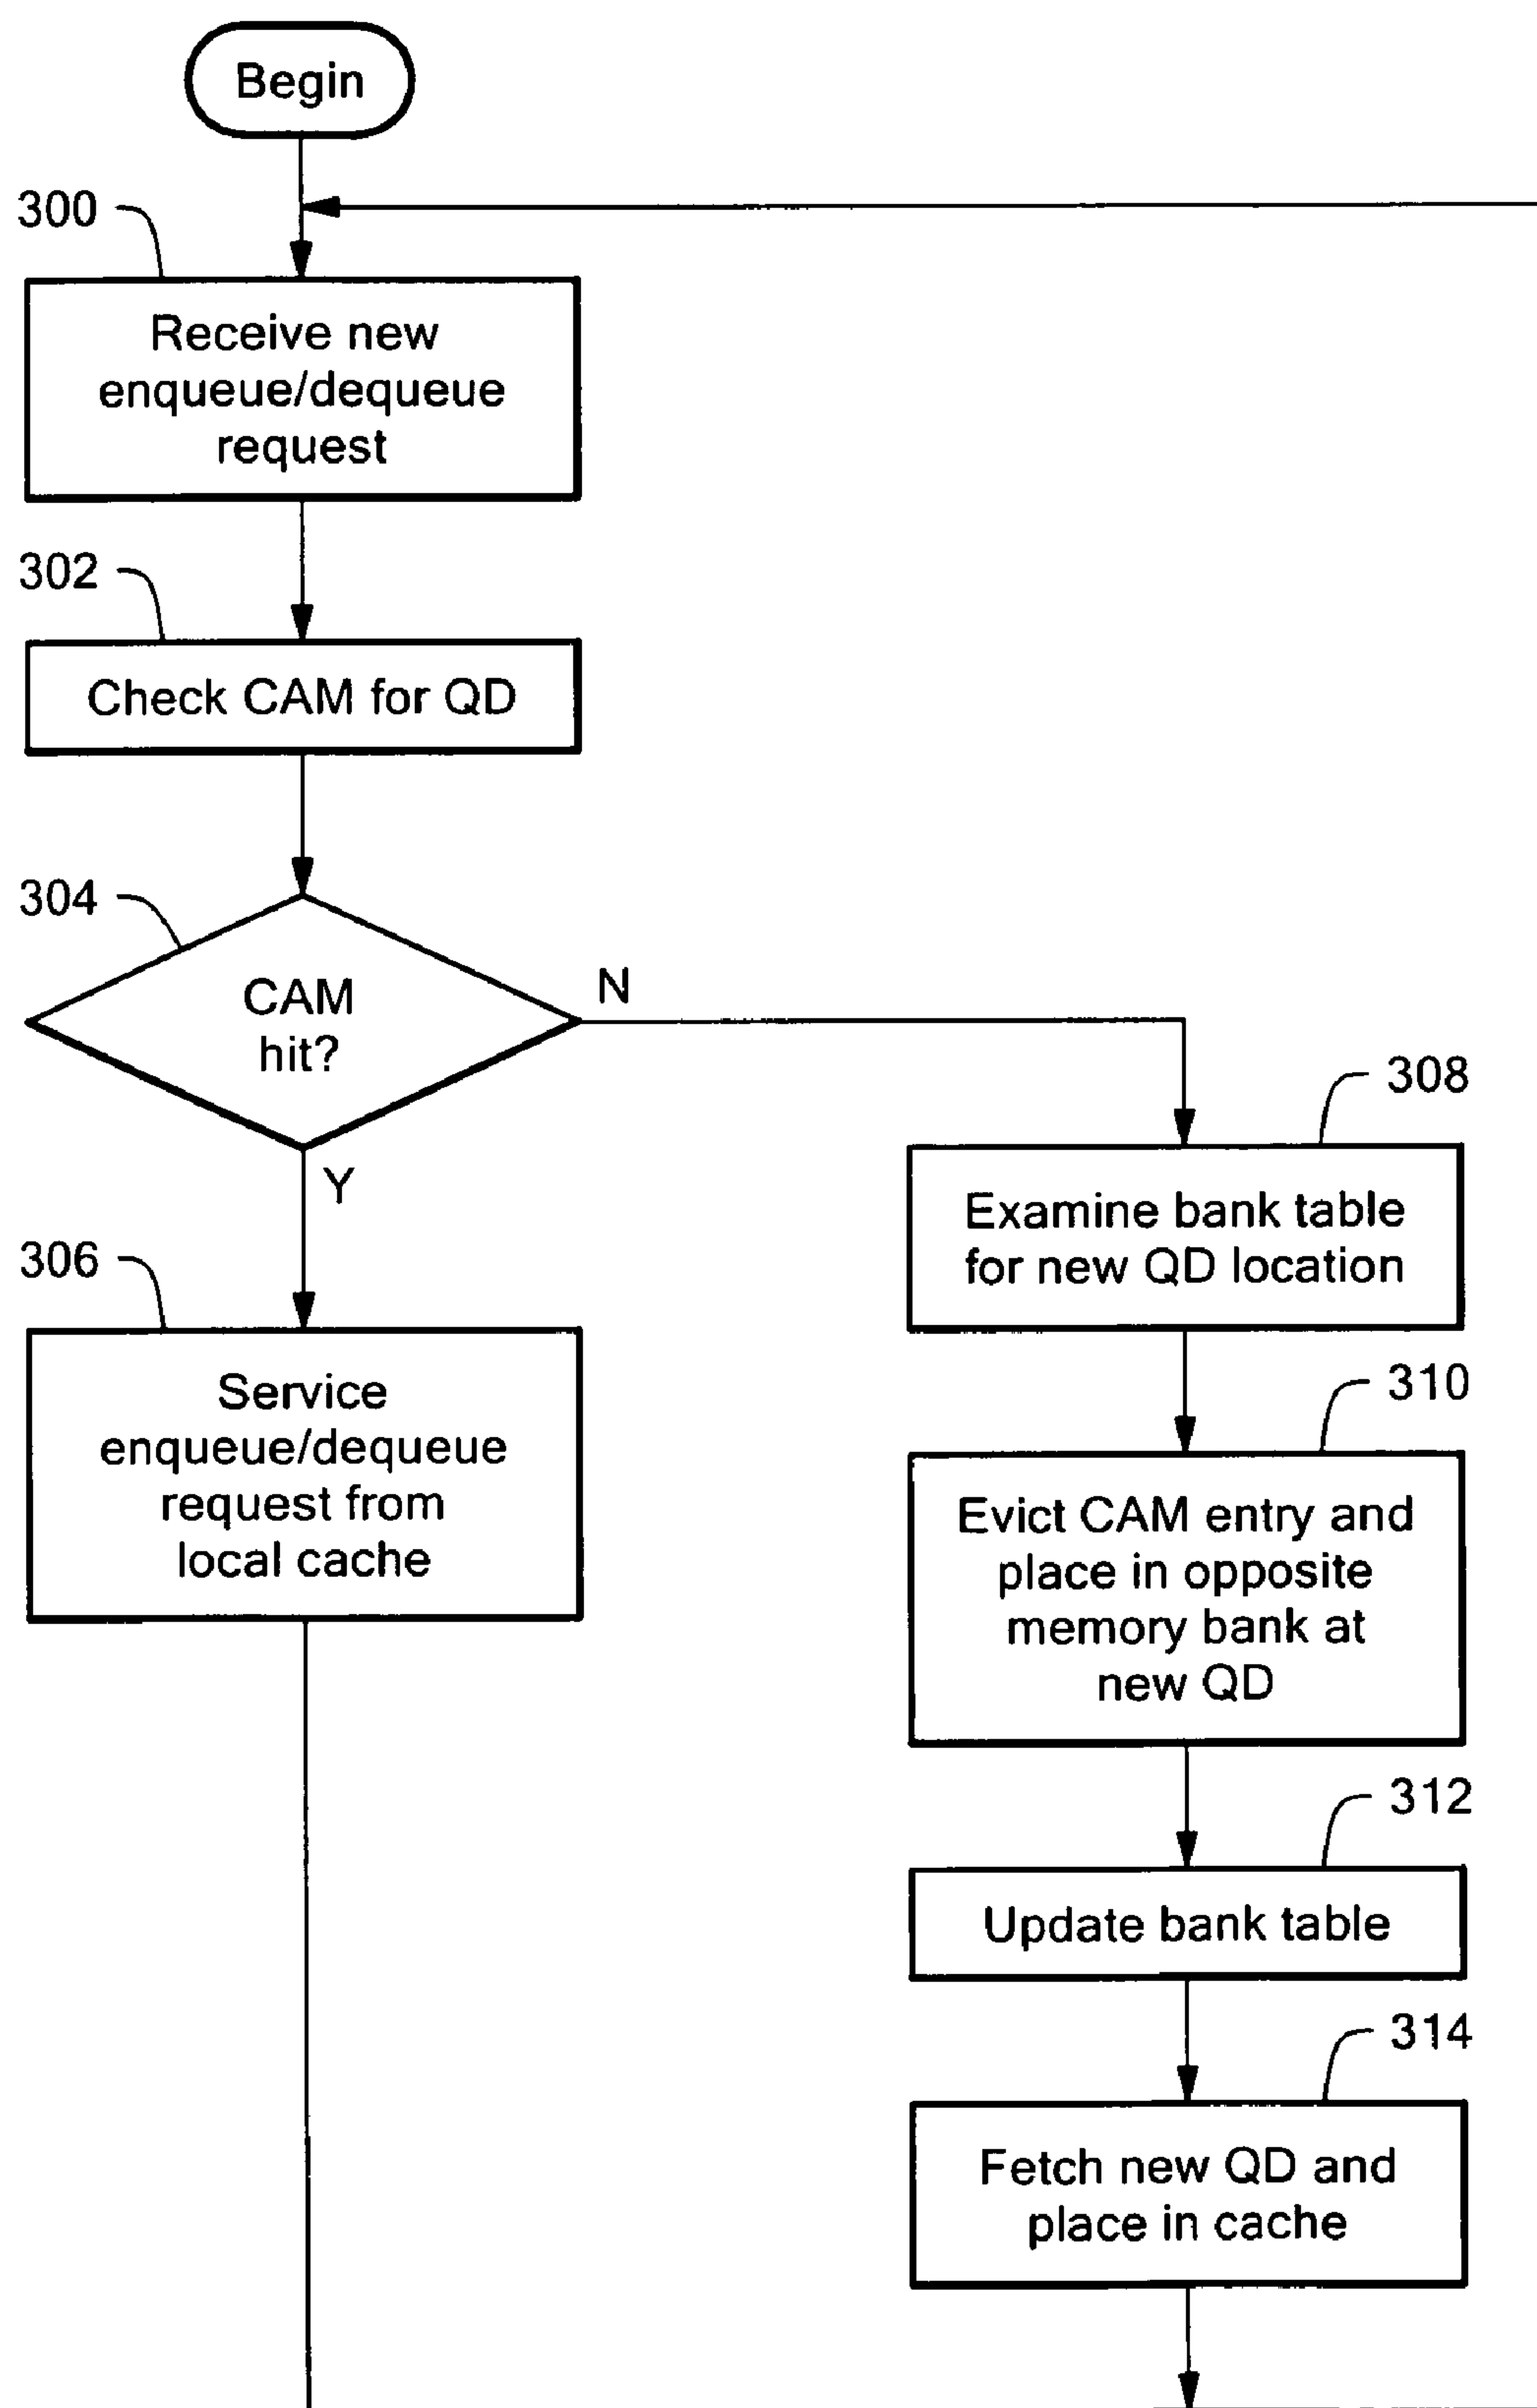 Begin
300
Receive new
enqueue/dequeue
request
302
Check CAM for QD
304
CAM
hit?
N
Y
306
Service
enqueue/dequeue
request from
local cache
308
Examine bank table
for new QD location
310
Evict CAM entry and
place in opposite
memory bank at
new QD
312
Update bank table
314
Fetch new QD and
place in cache